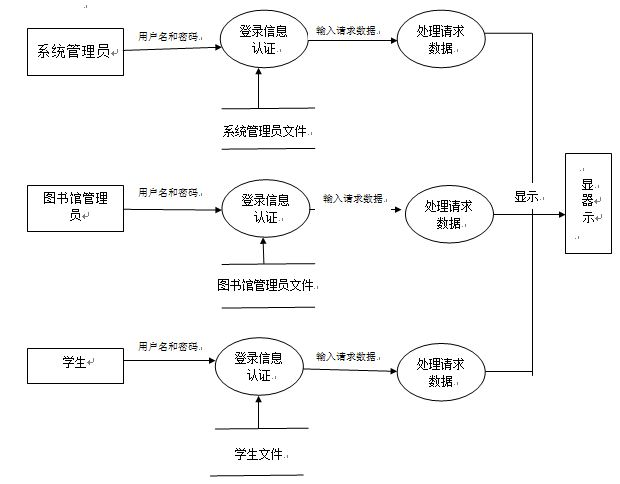 系统管理员
用户名和密码
登录信息
认证
输入请求数据
处理请求
数据
系统管理员文件
图书馆管理
员
用户名和密码
登录信息
认证
输入请求数据
处理请求
数据
显示
显
器
示
图书馆管理员文件
学生
用户名和密码
登录信息
认证
输入请求数据
处理请求
数据
学生文件